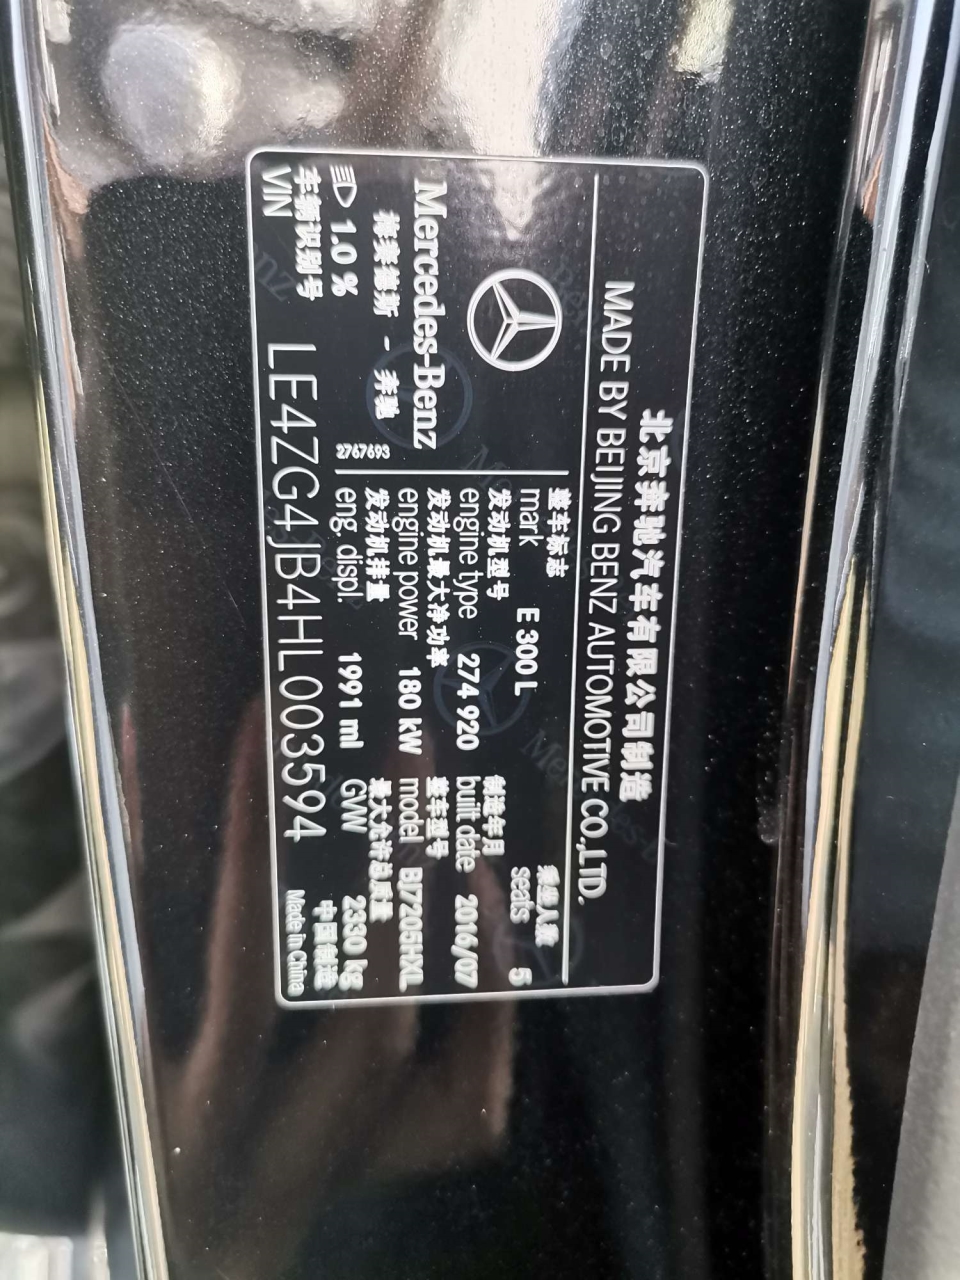 北京奔驰汽车有限公司制造
MADE BY BEIJING BENZ AUTOMOTIVE CO.,LTD.
Mercedes-Benz
梅赛德斯 - 奔驰
2767693
1.0 %
整车标志
mark E 300 L
乘坐人数
seats 5
发动机型号
engine type 274 920
制造年月
built date 2016/07
发动机最大净功率
engine power 180 kW
整车型号
model BJ7205HXL
发动机排量
eng. displ. 1991 ml
最大允许总质量
GVW 2330 kg
车辆识别号
VIN LE4ZG4JB4HL003594
中国制造
Made in China